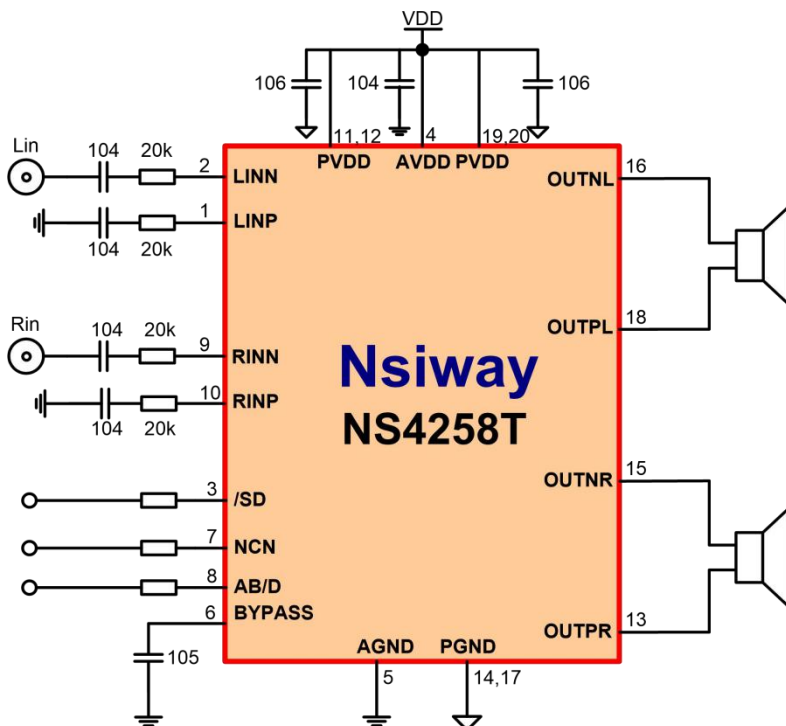 VDD
106 104 106
11,12 4 19,20
PVDD AVDD PVDD
Lin
104 20k 2 LINN
1 LINP
104 20k
OUTNL 16
OUTPL 18
Rin
104 20k 9 RINN
10 RINP
104 20k
Nsiway
NS4258T
3 /SD
7 NCN
8 AB/D
6 BYPASS
105
OUTNR 15
OUTPR 13
AGND PGND
5 14,17